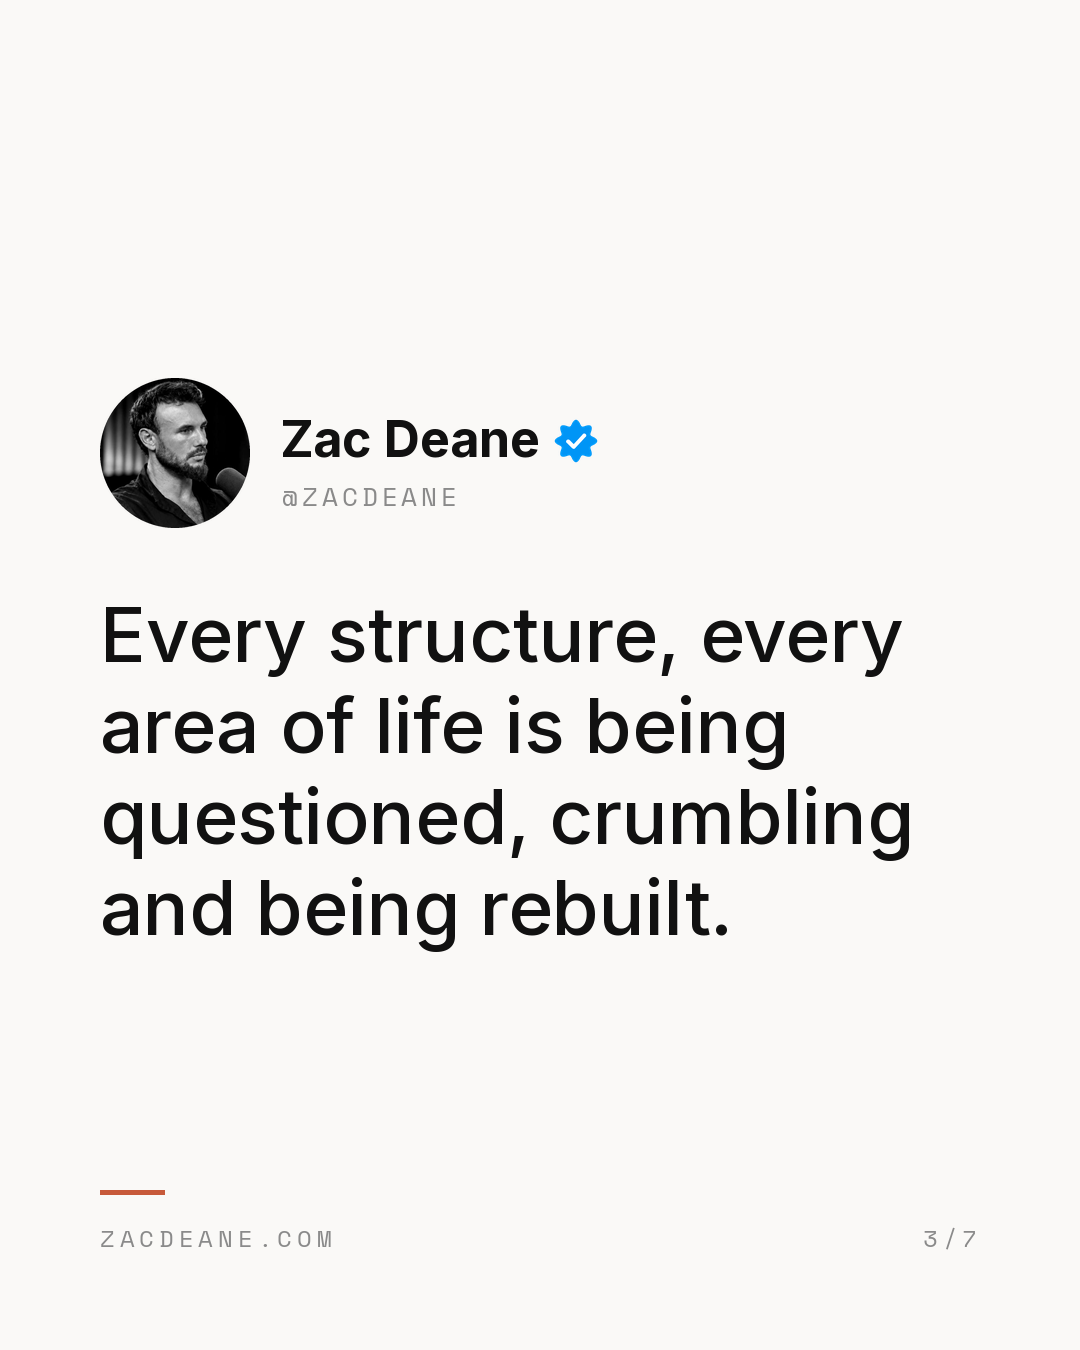 Zac Deane
@ZACDEANE
Every structure, every
area of life is being
questioned, crumbling
and being rebuilt.
ZACDEANE.COM
3/7